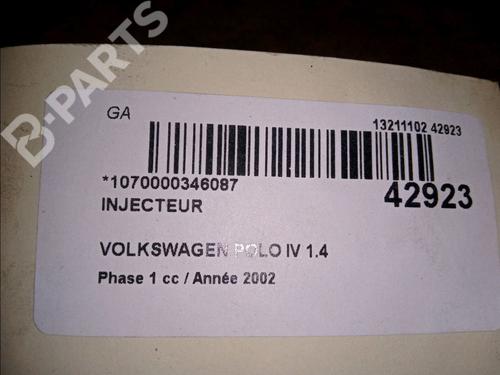 B-PARTS
GA
13211102 42923
*1070000346087
42923
INJECTEUR
VOLKSWAGEN POLO IV 1.4
Phase 1 cc / Année 2002